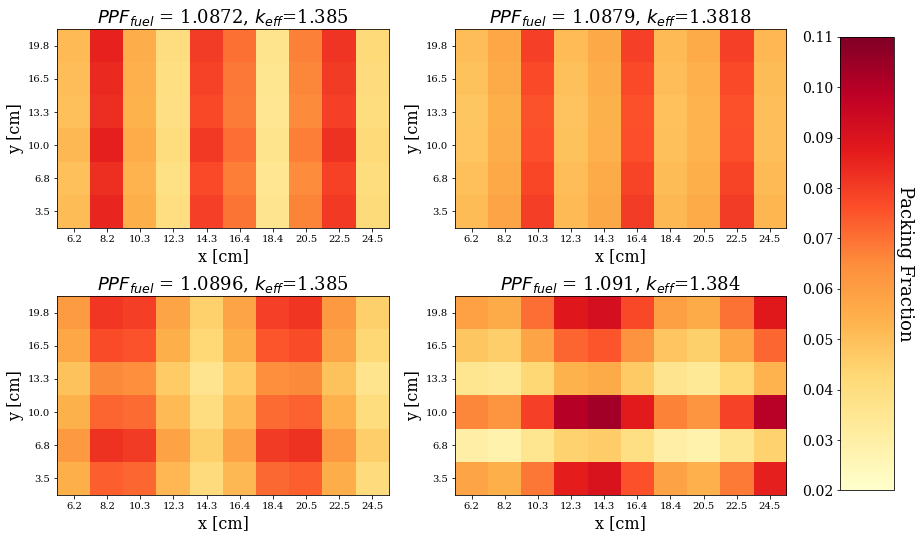 PPF_fuel = 1.0872, k_eff=1.385
19.8
16.5
13.3
10.0
6.8
3.5
y [cm]
6.2 8.2 10.3 12.3 14.3 16.4 18.4 20.5 22.5 24.5
x [cm]
PPF_fuel = 1.0879, k_eff=1.3818
19.8
16.5
13.3
10.0
6.8
3.5
y [cm]
6.2 8.2 10.3 12.3 14.3 16.4 18.4 20.5 22.5 24.5
x [cm]
PPF_fuel = 1.0896, k_eff=1.385
19.8
16.5
13.3
10.0
6.8
3.5
y [cm]
6.2 8.2 10.3 12.3 14.3 16.4 18.4 20.5 22.5 24.5
x [cm]
PPF_fuel = 1.091, k_eff=1.384
19.8
16.5
13.3
10.0
6.8
3.5
y [cm]
6.2 8.2 10.3 12.3 14.3 16.4 18.4 20.5 22.5 24.5
x [cm]
0.11
0.10
0.09
0.08
0.07
0.06
0.05
0.04
0.03
0.02
Packing Fraction